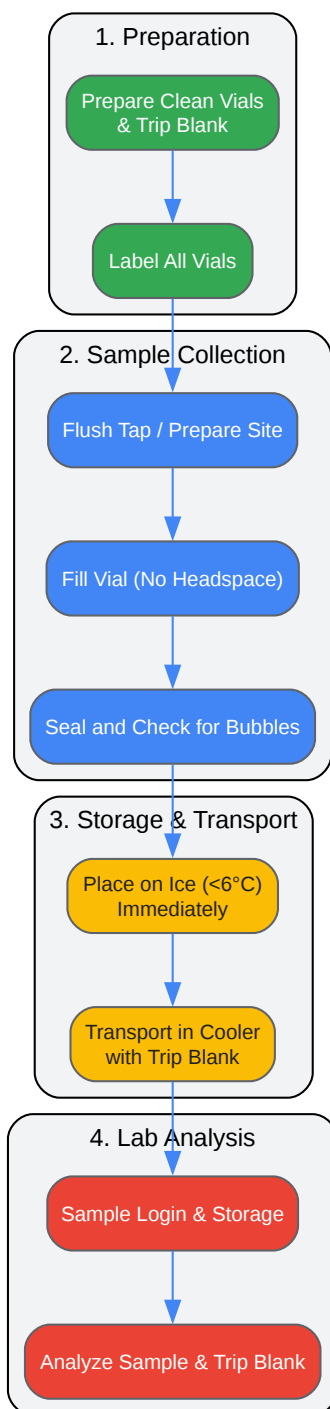 1. Preparation
Prepare Clean Vials
& Trip Blank
Label All Vials
2. Sample Collection
Flush Tap / Prepare Site
Fill Vial (No Headspace)
Seal and Check for Bubbles
3. Storage & Transport
Place on Ice (<6°C)
Immediately
Transport in Cooler
with Trip Blank
4. Lab Analysis
Sample Login & Storage
Analyze Sample & Trip Blank